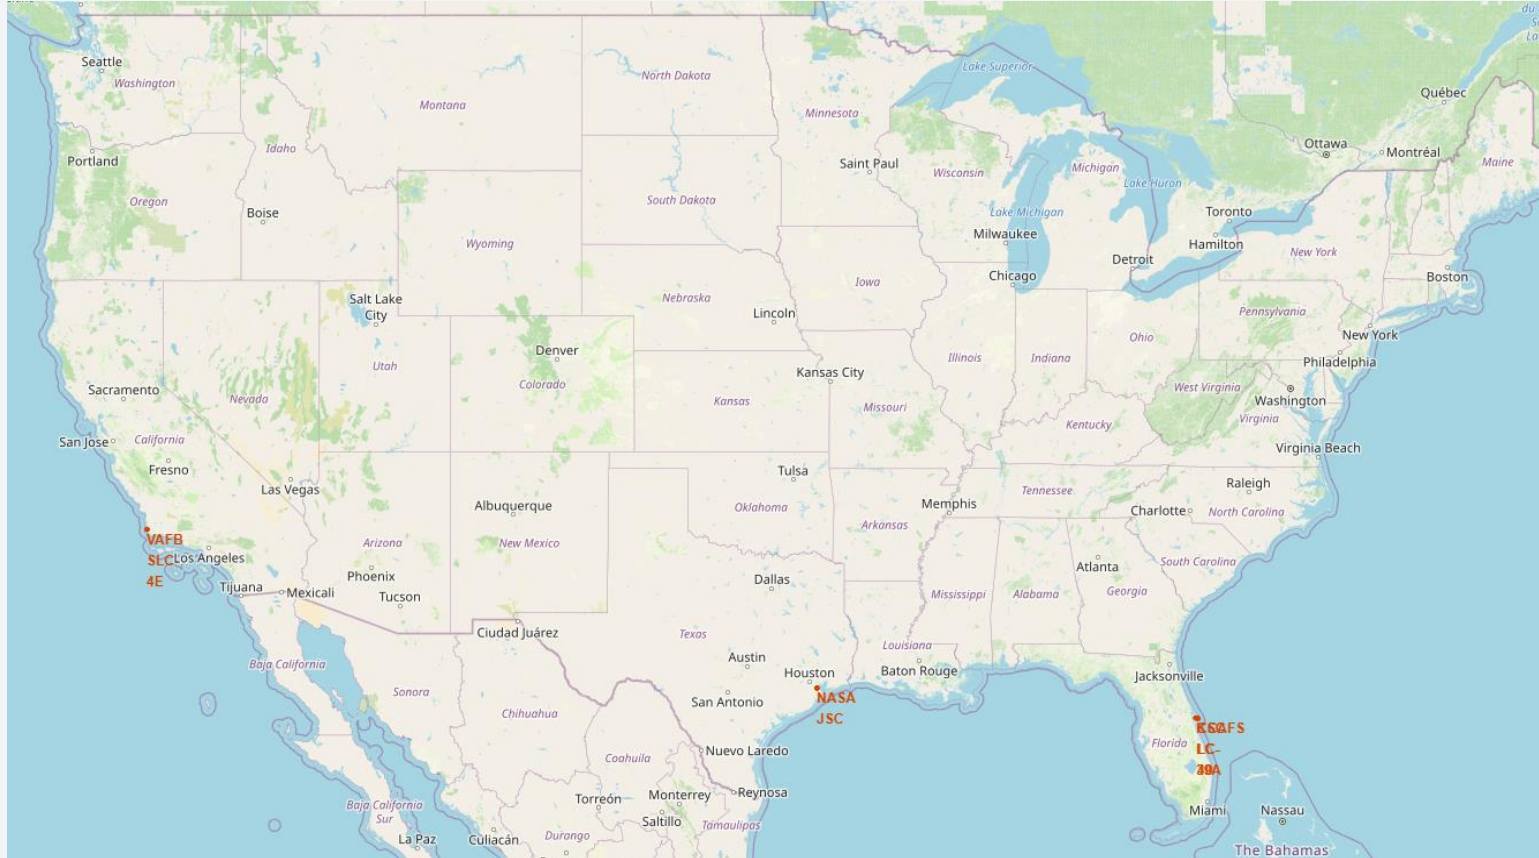 Seattle
Washington
Montana
North Dakota
Minnesota
Lake Superior
Québec
Ottawa
Montréal
Maine
Portland
Idaho
Saint Paul
Wisconsin
Michigan
Lake Huron
Oregon
Boise
South Dakota
Lake Michigan
Toronto
Milwaukee
Hamilton
Wyoming
New York
Detroit
Chicago
Boston
Iowa
Salt Lake
City
Nebraska
Lincoln
Pennsylvania
New York
Ohio
Denver
Illinois
Indiana
Philadelphia
Utah
Colorado
Kansas City
Sacramento
Nevada
Kansas
Missouri
West Virginia
Washington
Virginia
Kentucky
San Jose
California
Virginia Beach
Fresno
Tulsa
Las Vegas
Tennessee
Raleigh
Albuquerque
Oklahoma
Memphis
Charlotte
North Carolina
Arkansas
VAFB
SLC-
4E
Los Angeles
Arizona
New Mexico
South Carolina
Atlanta
Phoenix
Dallas
Tijuana
Mexicali
Tucson
Mississippi
Alabama
Georgia
Ciudad Juárez
Texas
Louisiana
Austin
Baja California
Houston
Baton Rouge
Jacksonville
Sonora
San Antonio
NASA
JSC
Chihuahua
Florida
LC-
Nuevo Laredo
Coahuila
Reynosa
Torreón
Monterrey
Baja California
Sur
Saltillo
Tamaulipas
Miami
Nassau
La Paz
Culiacán
Durango
The Bahamas